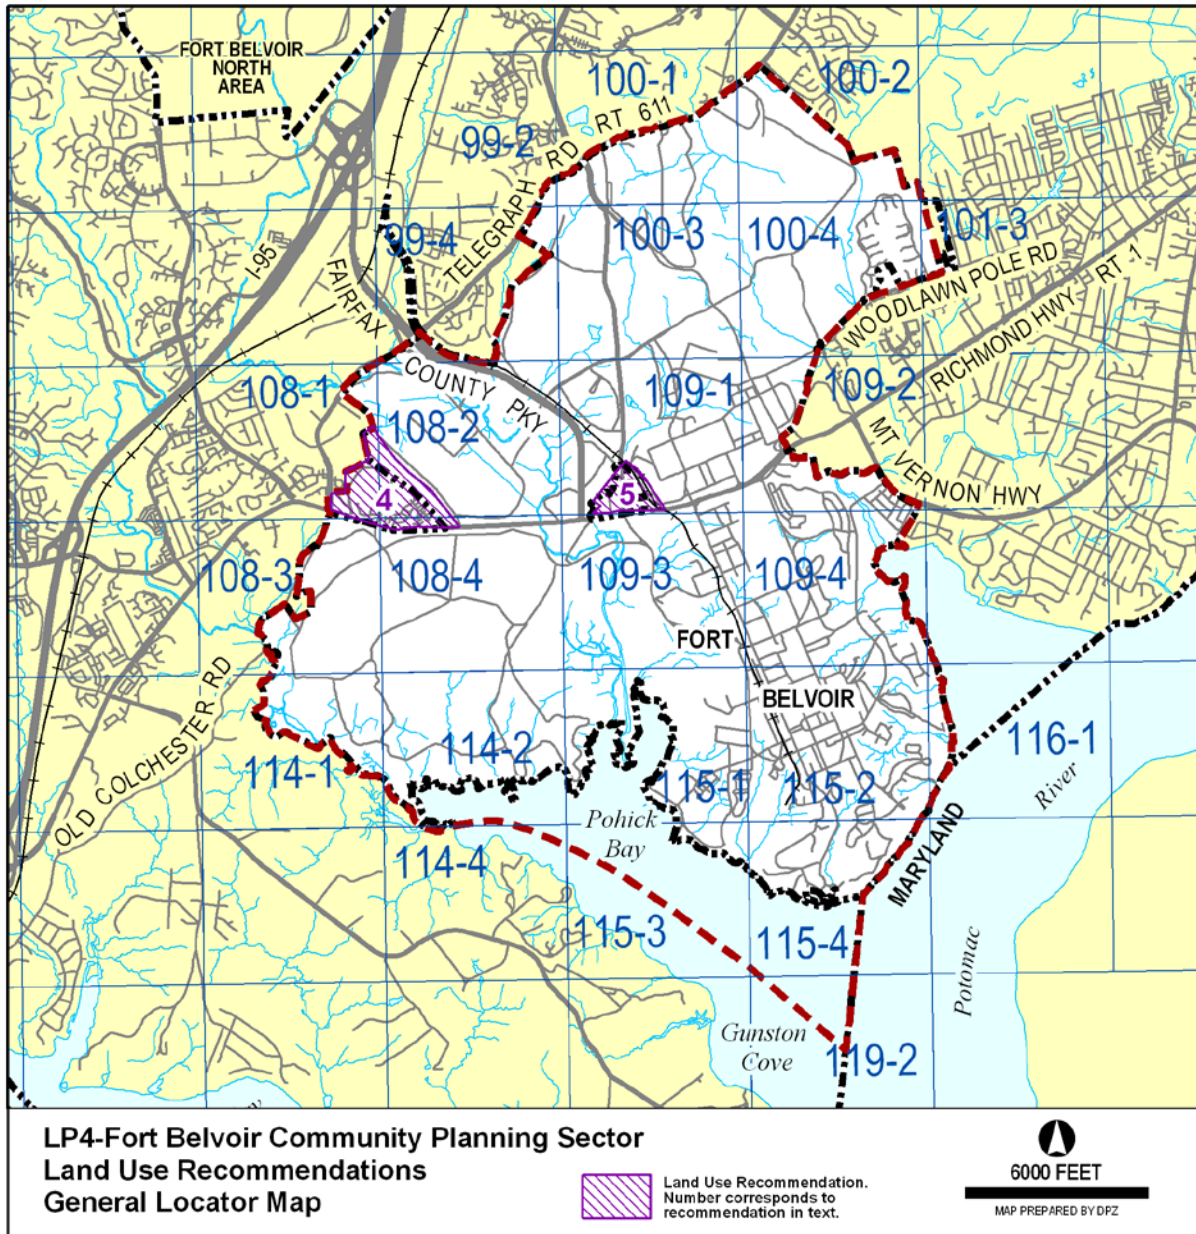 FORT BELVOIR
NORTH
AREA
100-1
100-2
RT 611
99-2
TELEGRAPH RD
99-4
100-3
100-4
101-3
I-95
FAIRFAX
COUNTY PKY
WOODLAWN POLE RD
RICHMOND HWY RT 1
108-1
108-2
109-1
109-2
MT VERNON HWY
4
5
108-3
108-4
109-3
109-4
FORT
BELVOIR
OLD COLCHESTER RD
114-1
114-2
115-1
115-2
116-1
River
Pohick
Bay
MARYLAND
114-4
115-3
115-4
Potomac
Gunston
Cove
119-2
LP4-Fort Belvoir Community Planning Sector
Land Use Recommendations
General Locator Map
Land Use Recommendation.
Number corresponds to
recommendation in text.
6000 FEET
MAP PREPARED BY DPZ